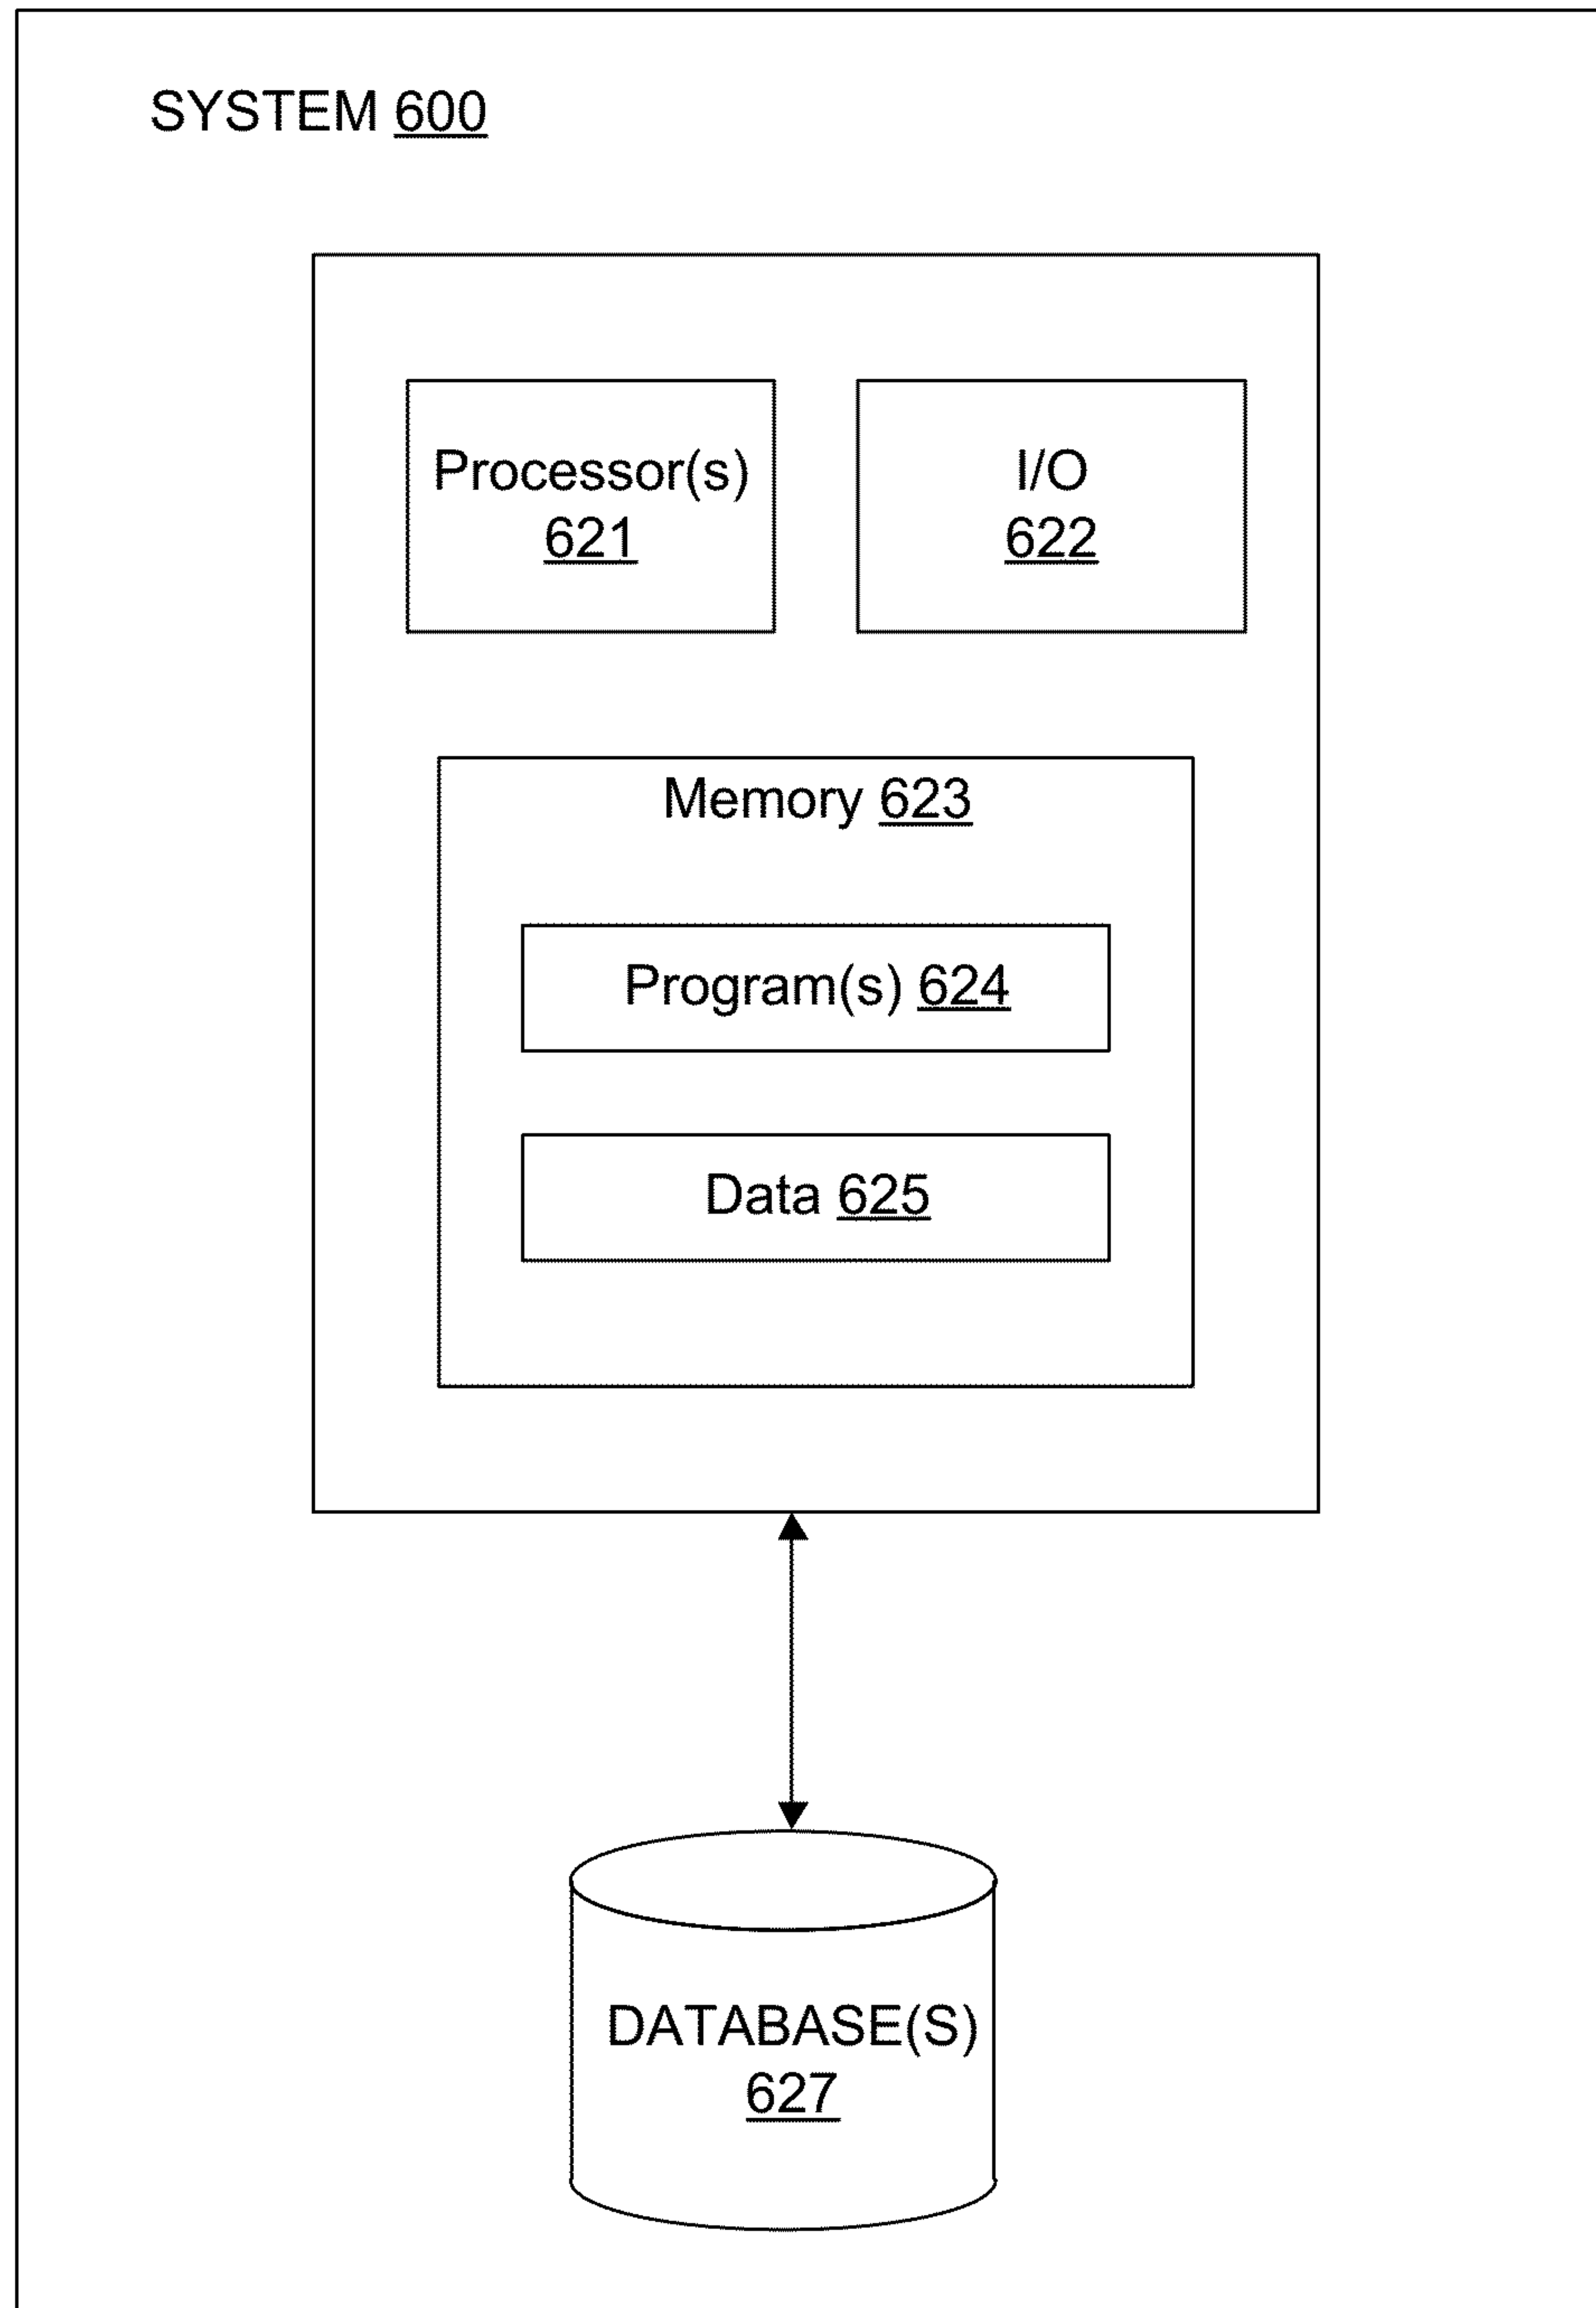 SYSTEM 600
Processor(s)
621
I/O
622
Memory 623
Program(s) 624
Data 625
DATABASE(S)
627